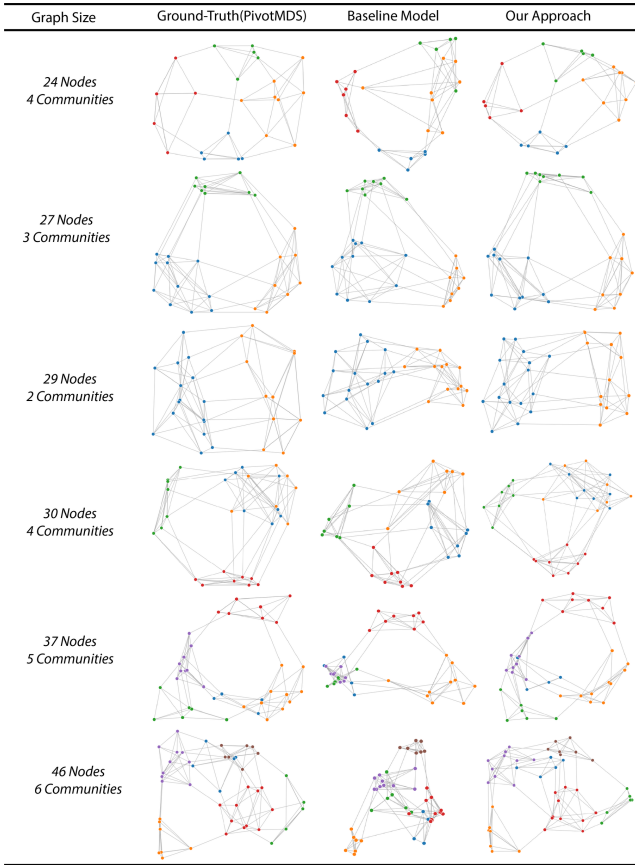 Graph Size Ground-Truth(PivotMDS) Baseline Model Our Approach
24 Nodes
4 Communities
27 Nodes
3 Communities
29 Nodes
2 Communities
30 Nodes
4 Communities
37 Nodes
5 Communities
46 Nodes
6 Communities